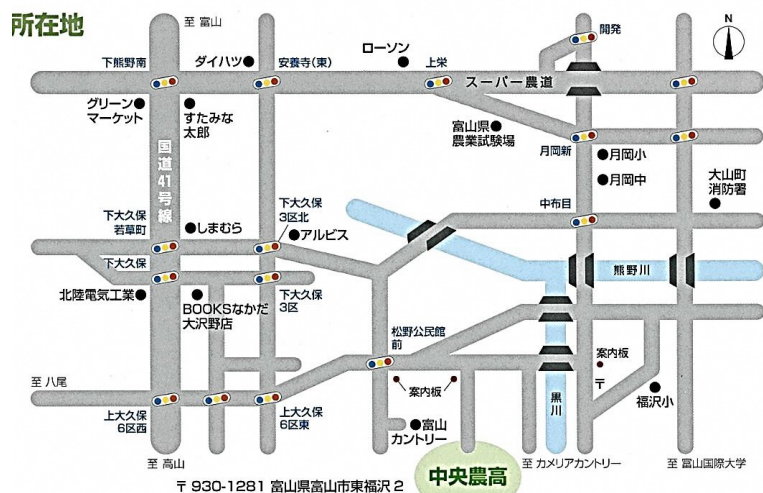 所在地
至 富山
N
ローソン
開発
下熊野南
ダイハツ
安養寺(東)
上栄
スーパー農道
グリーン
マーケット
すたみな
太郎
富山県
農業試験場
月岡新
月岡小
月岡中
大山町
消防署
国道41号線
下大久保
若草町
しまむら
下大久保
3区北
アルビス
中布目
下大久保
熊野川
北陸電気工業
BOOKSなかだ
大沢野店
下大久保
3区
松野公民館
前
案内板
〒
至 八尾
案内板
黒川
福沢小
上大久保
6区西
上大久保
6区東
富山
カントリー
至 高山
中央農高
至 カメリアカントリー
至 富山国際大学
〒930-1281 富山県富山市東福沢2